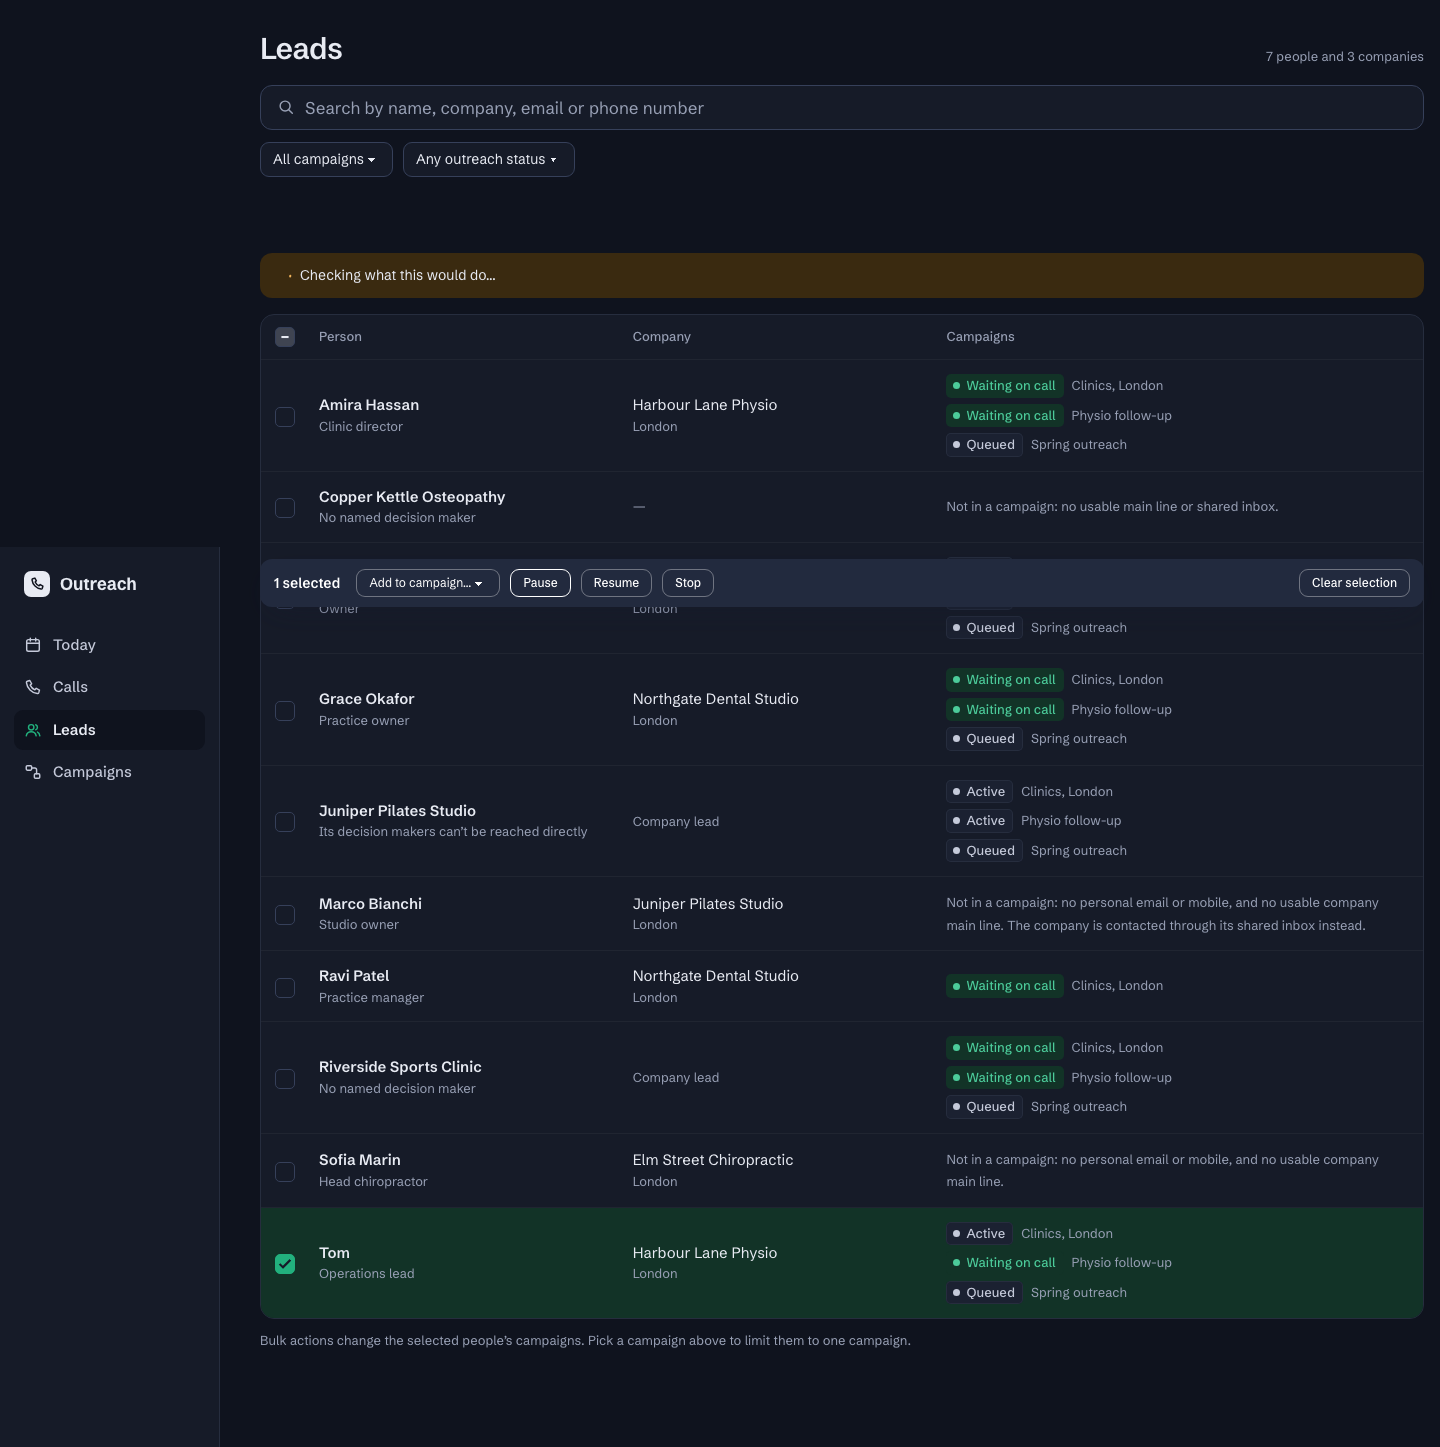 Leads
7 people and 3 companies
Search by name, company, email or phone number
All campaigns
Any outreach status
Checking what this would do…
Person Company Campaigns
Amira Hassan
Clinic director
Harbour Lane Physio
London
Waiting on call Clinics, London
Waiting on call Physio follow-up
Queued Spring outreach
Copper Kettle Osteopathy
No named decision maker
—
Not in a campaign: no usable main line or shared inbox.
1 selected Add to campaign… Pause Resume Stop Clear selection
Owner
London
Queued Spring outreach
Grace Okafor
Practice owner
Northgate Dental Studio
London
Waiting on call Clinics, London
Waiting on call Physio follow-up
Queued Spring outreach
Juniper Pilates Studio
Its decision makers can’t be reached directly
Company lead
Active Clinics, London
Active Physio follow-up
Queued Spring outreach
Marco Bianchi
Studio owner
Juniper Pilates Studio
London
Not in a campaign: no personal email or mobile, and no usable company
main line. The company is contacted through its shared inbox instead.
Ravi Patel
Practice manager
Northgate Dental Studio
London
Waiting on call Clinics, London
Riverside Sports Clinic
No named decision maker
Company lead
Waiting on call Clinics, London
Waiting on call Physio follow-up
Queued Spring outreach
Sofia Marin
Head chiropractor
Elm Street Chiropractic
London
Not in a campaign: no personal email or mobile, and no usable company
main line.
Tom
Operations lead
Harbour Lane Physio
London
Active Clinics, London
Waiting on call Physio follow-up
Queued Spring outreach
Bulk actions change the selected people’s campaigns. Pick a campaign above to limit them to one campaign.
Outreach
Today
Calls
Leads
Campaigns